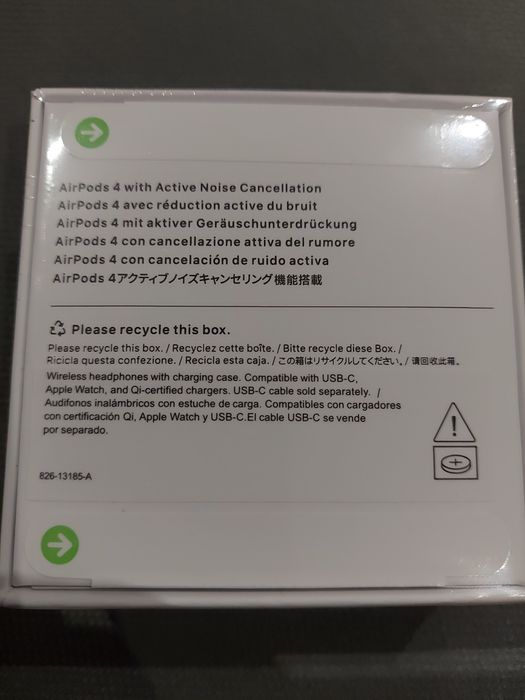 AirPods 4 with Active Noise Cancellation
AirPods 4 avec réduction active du bruit
AirPods 4 mit aktiver Geräuschunterdrückung
AirPods 4 con cancellazione attiva del rumore
AirPods 4 con cancelación de ruido activa
AirPods 4アクティブノイズキャンセリング機能搭載
Please recycle this box.
Please recycle this box. / Recyclez cette boîte. / Bitte recycle diese Box. /
Ricicla questa confezione. / Recicla esta caja. / この箱はリサイクルしてください。/ 请回收此箱。
Wireless headphones with charging case. Compatible with USB-C,
Apple Watch, and Qi-certified chargers. USB-C cable sold separately. /
Audifonos inalámbricos con estuche de carga. Compatibles con cargadores
con certificación Qi, Apple Watch y USB-C.El cable USB-C se vende
por separado.
826-13185-A